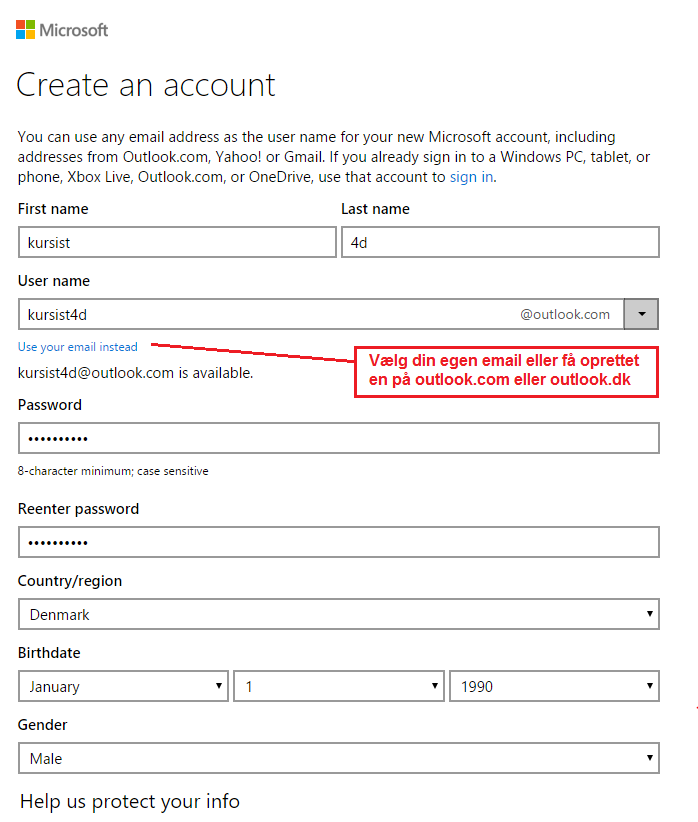 Microsoft
Create an account
You can use any email address as the user name for your new Microsoft account, including
addresses from Outlook.com, Yahoo! or Gmail. If you already sign in to a Windows PC, tablet, or
phone, Xbox Live, Outlook.com, or OneDrive, use that account to sign in.
First name Last name
kursist 4d
User name
kursist4d @outlook.com
Use your email instead
Vælg din egen email eller få oprettet
en på outlook.com eller outlook.dk
kursist4d@outlook.com is available.
Password
••••••••••
8-character minimum; case sensitive
Reenter password
••••••••••
Country/region
Denmark
Birthdate
January 1 1990
Gender
Male
Help us protect your info